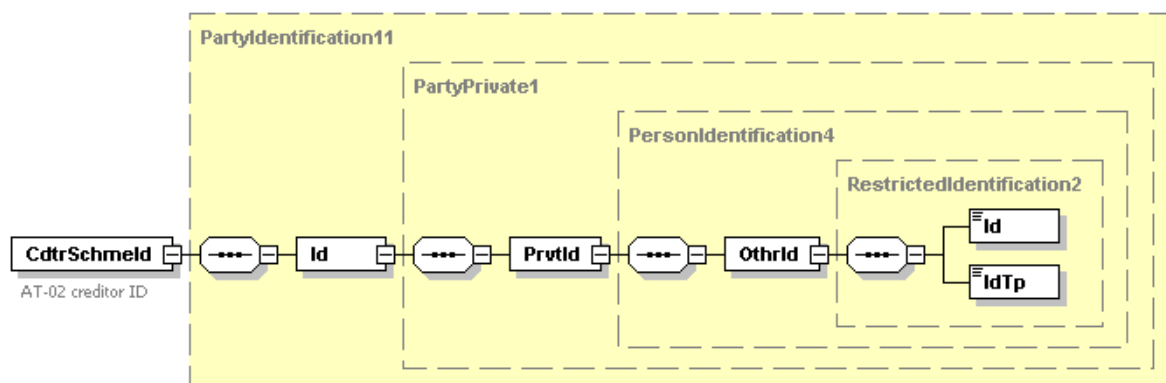 PartyIdentification11
PartyPrivate1
PersonIdentification4
RestrictedIdentification2
CdtrSchmeId
Id
PrvtId
OthrId
Id
IdTp
AT-02 creditor ID